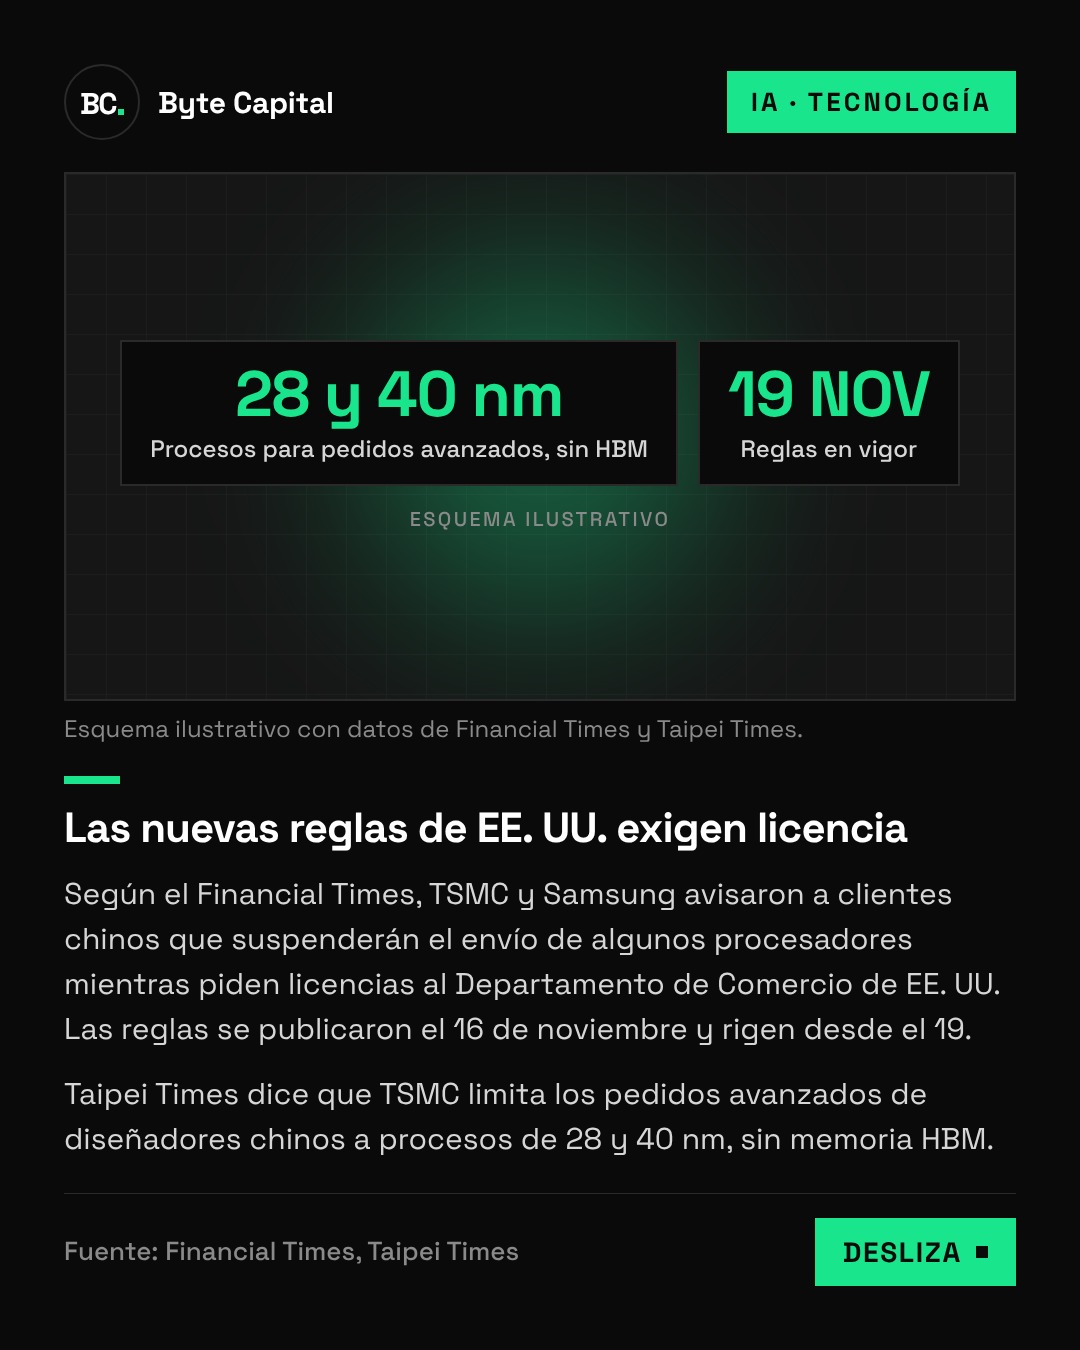 BC.
Byte Capital
IA · TECNOLOGÍA
28 y 40 nm
Procesos para pedidos avanzados, sin HBM
19 NOV
Reglas en vigor
ESQUEMA ILUSTRATIVO
Esquema ilustrativo con datos de Financial Times y Taipei Times.
Las nuevas reglas de EE. UU. exigen licencia
Según el Financial Times, TSMC y Samsung avisaron a clientes
chinos que suspenderán el envío de algunos procesadores
mientras piden licencias al Departamento de Comercio de EE. UU.
Las reglas se publicaron el 16 de noviembre y rigen desde el 19.
Taipei Times dice que TSMC limita los pedidos avanzados de
diseñadores chinos a procesos de 28 y 40 nm, sin memoria HBM.
Fuente: Financial Times, Taipei Times
DESLIZA